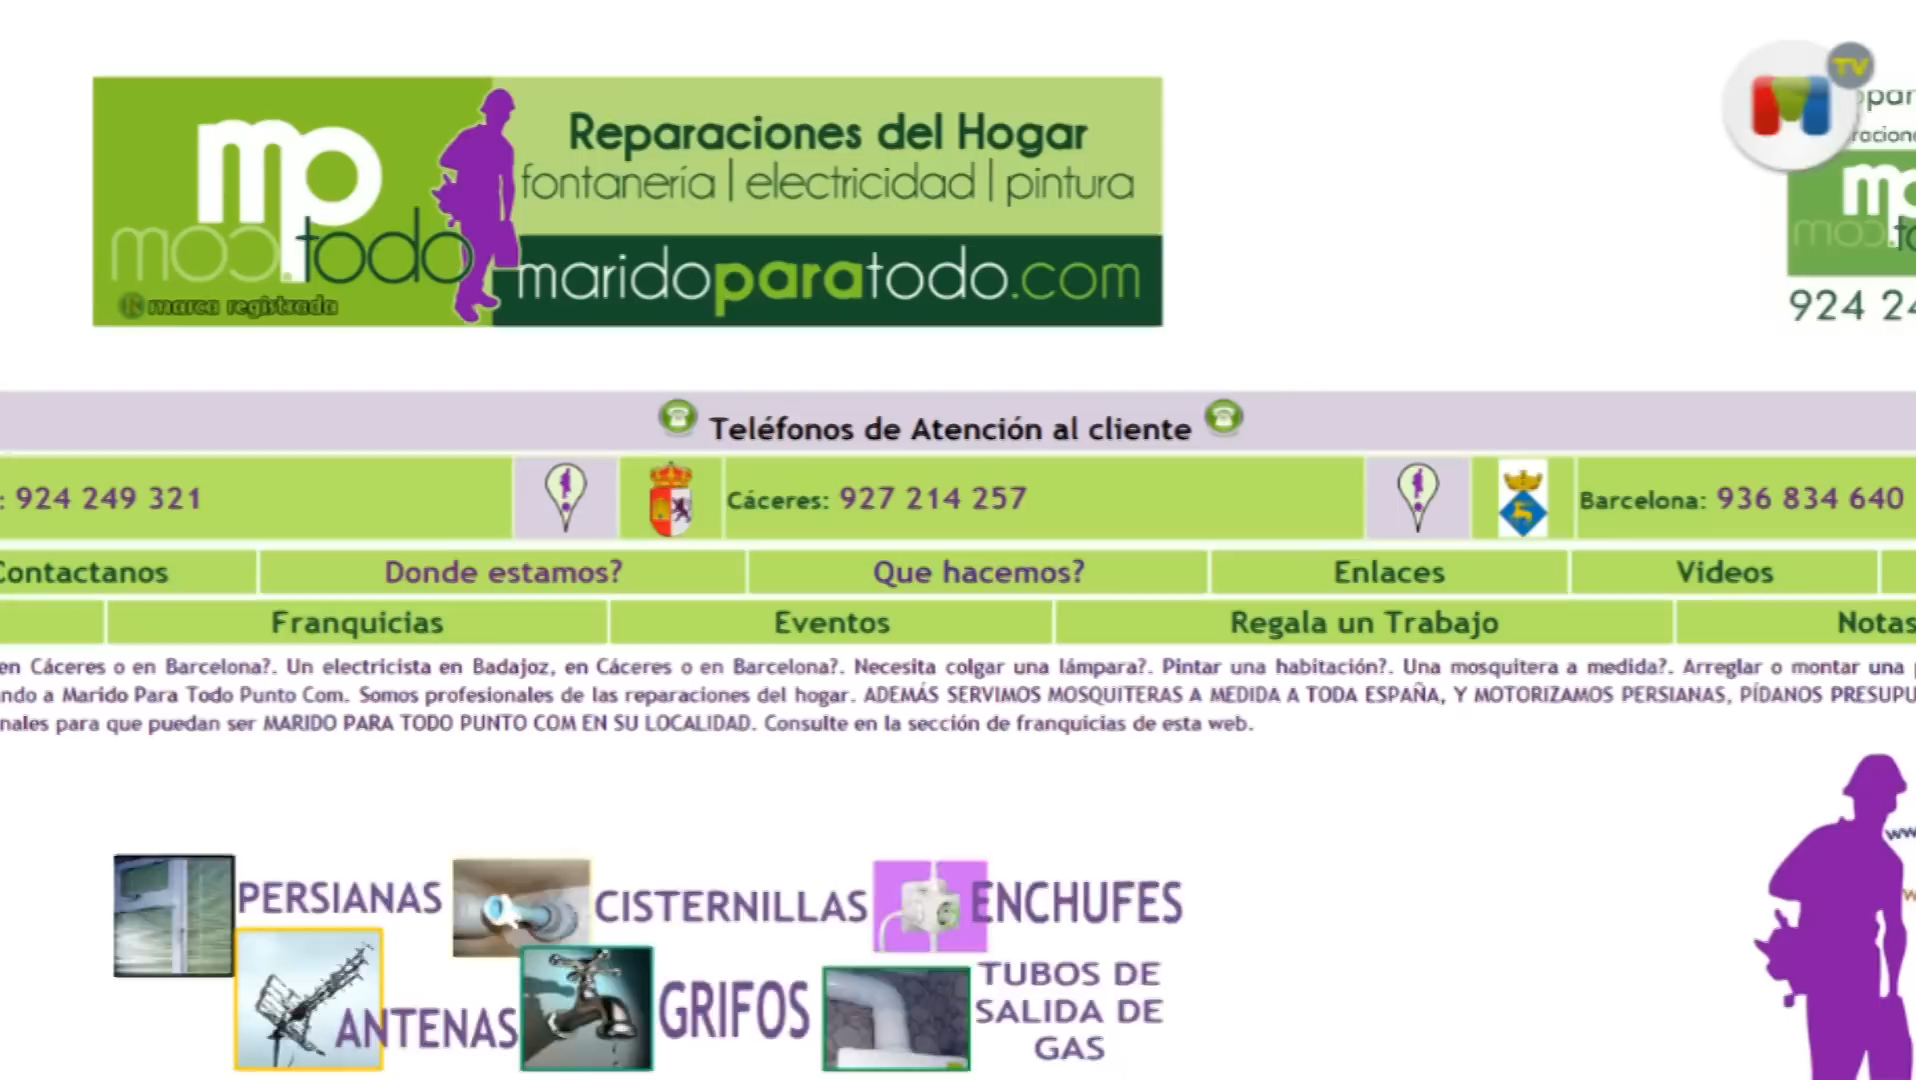 mp
moc.todo
marca registrada
Reparaciones del Hogar
fontanería | electricidad | pintura
maridoparatodo.com
TV
mp
924 24
Teléfonos de Atención al cliente
: 924 249 321
Cáceres: 927 214 257
Barcelona: 936 834 640
Contactanos
Donde estamos?
Que hacemos?
Enlaces
Vídeos
Franquicias
Eventos
Regala un Trabajo
Notas
en Cáceres o en Barcelona?. Un electricista en Badajoz, en Cáceres o en Barcelona?. Necesita colgar una lámpara?. Pintar una habitación?. Una mosquitera a medida?. Arreglar o montar una
ndo a Marido Para Todo Punto Com. Somos profesionales de las reparaciones del hogar. ADEMÁS SERVIMOS MOSQUITERAS A MEDIDA A TODA ESPAÑA, Y MOTORIZAMOS PERSIANAS, PÍDANOS PRESUPU
nales para que puedan ser MARIDO PARA TODO PUNTO COM EN SU LOCALIDAD. Consulte en la sección de franquicias de esta web.
PERSIANAS
CISTERNILLAS
ENCHUFES
ANTENAS
GRIFOS
TUBOS DE
SALIDA DE
GAS